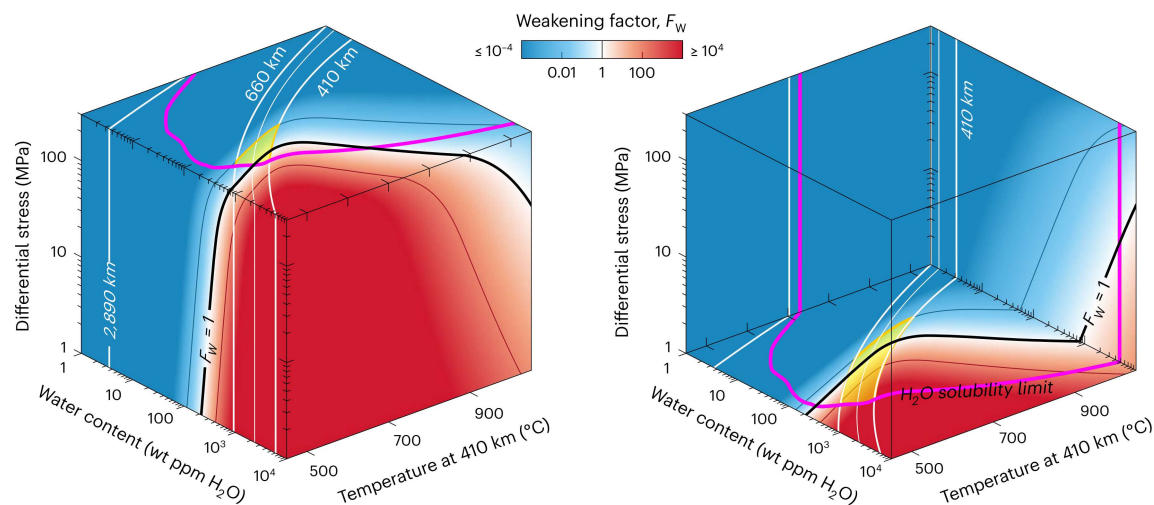 Weakening factor, F_W
≤ 10⁻⁴
0.01
1
100
≥ 10⁴
660 km
410 km
2,890 km
F_W = 1
Differential stress (MPa)
100
10
1
1
10
100
10³
10⁴
Water content (wt ppm H₂O)
500
700
900
Temperature at 410 km (°C)
410 km
F_W = 1
H₂O solubility limit
Differential stress (MPa)
100
10
1
1
10
100
10³
10⁴
Water content (wt ppm H₂O)
500
700
900
Temperature at 410 km (°C)